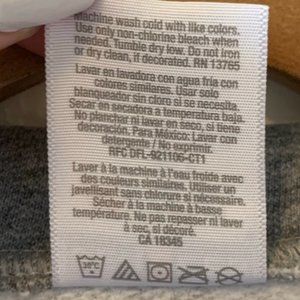 Machine wash cold with like colors.
Use only non-chlorine bleach when
needed. Tumble dry low. Do not iron
or dry clean, if decorated. RN 13765
Lavar en lavadora con agua fría con
colores similares. Usar solo
blanqueador sin cloro si se necesita
Secar en secadora a temperatura baja.
No planchar ni lavar en seco, si tiene
decoración. Para México: Lavar con
detergente / No exprimir.
RFC DFL-921106-CT1
Laver à la machine à l'eau froide avec
des couleurs similaires. Utiliser un
javellisant sans chlore si nécessaire.
Sécher à la machine à basse
température. Ne pas repasser ni laver
à sec, si décoré.
CA 18345